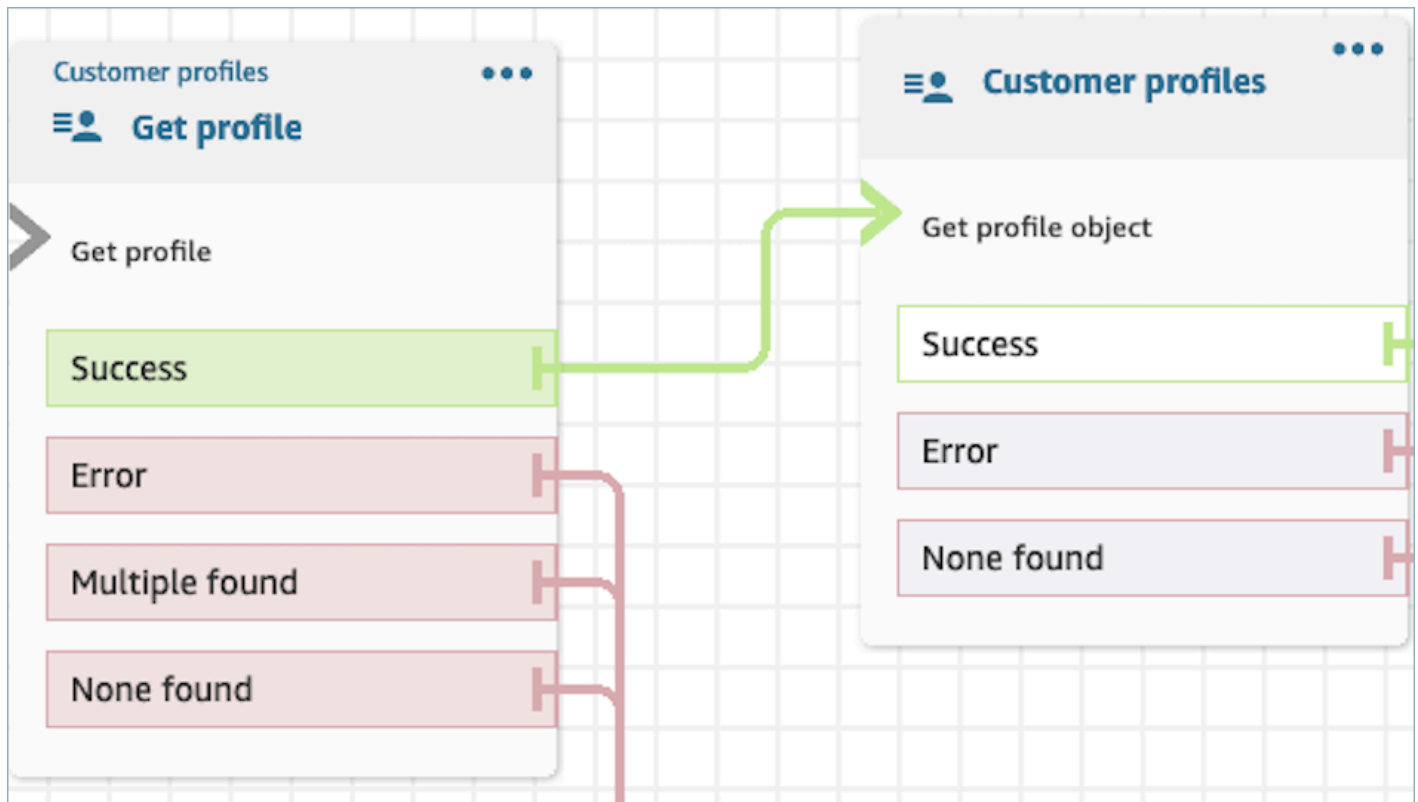 Customer profiles
Get profile
Get profile
Success
Error
Multiple found
None found
Customer profiles
Get profile object
Success
Error
None found